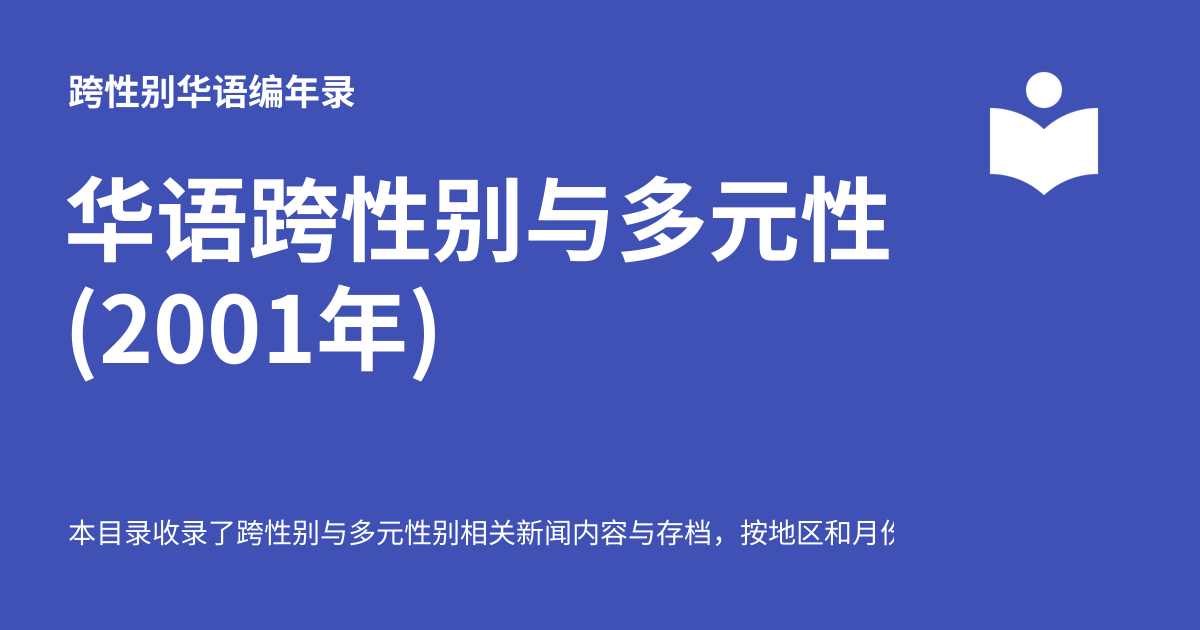 跨性别华语编年录
华语跨性别与多元性
(2001年)
本目录收录了跨性别与多元性别相关新闻内容与存档，按地区和月